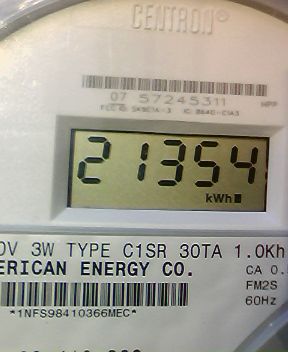 CENTRON®
07 57245311
HPP
21354
kWh
0V 3W TYPE C1SR 30TA 1.0Kh
ERICAN ENERGY CO.
CA 0.
FM2S
60Hz
*1NFS98410366MEC*